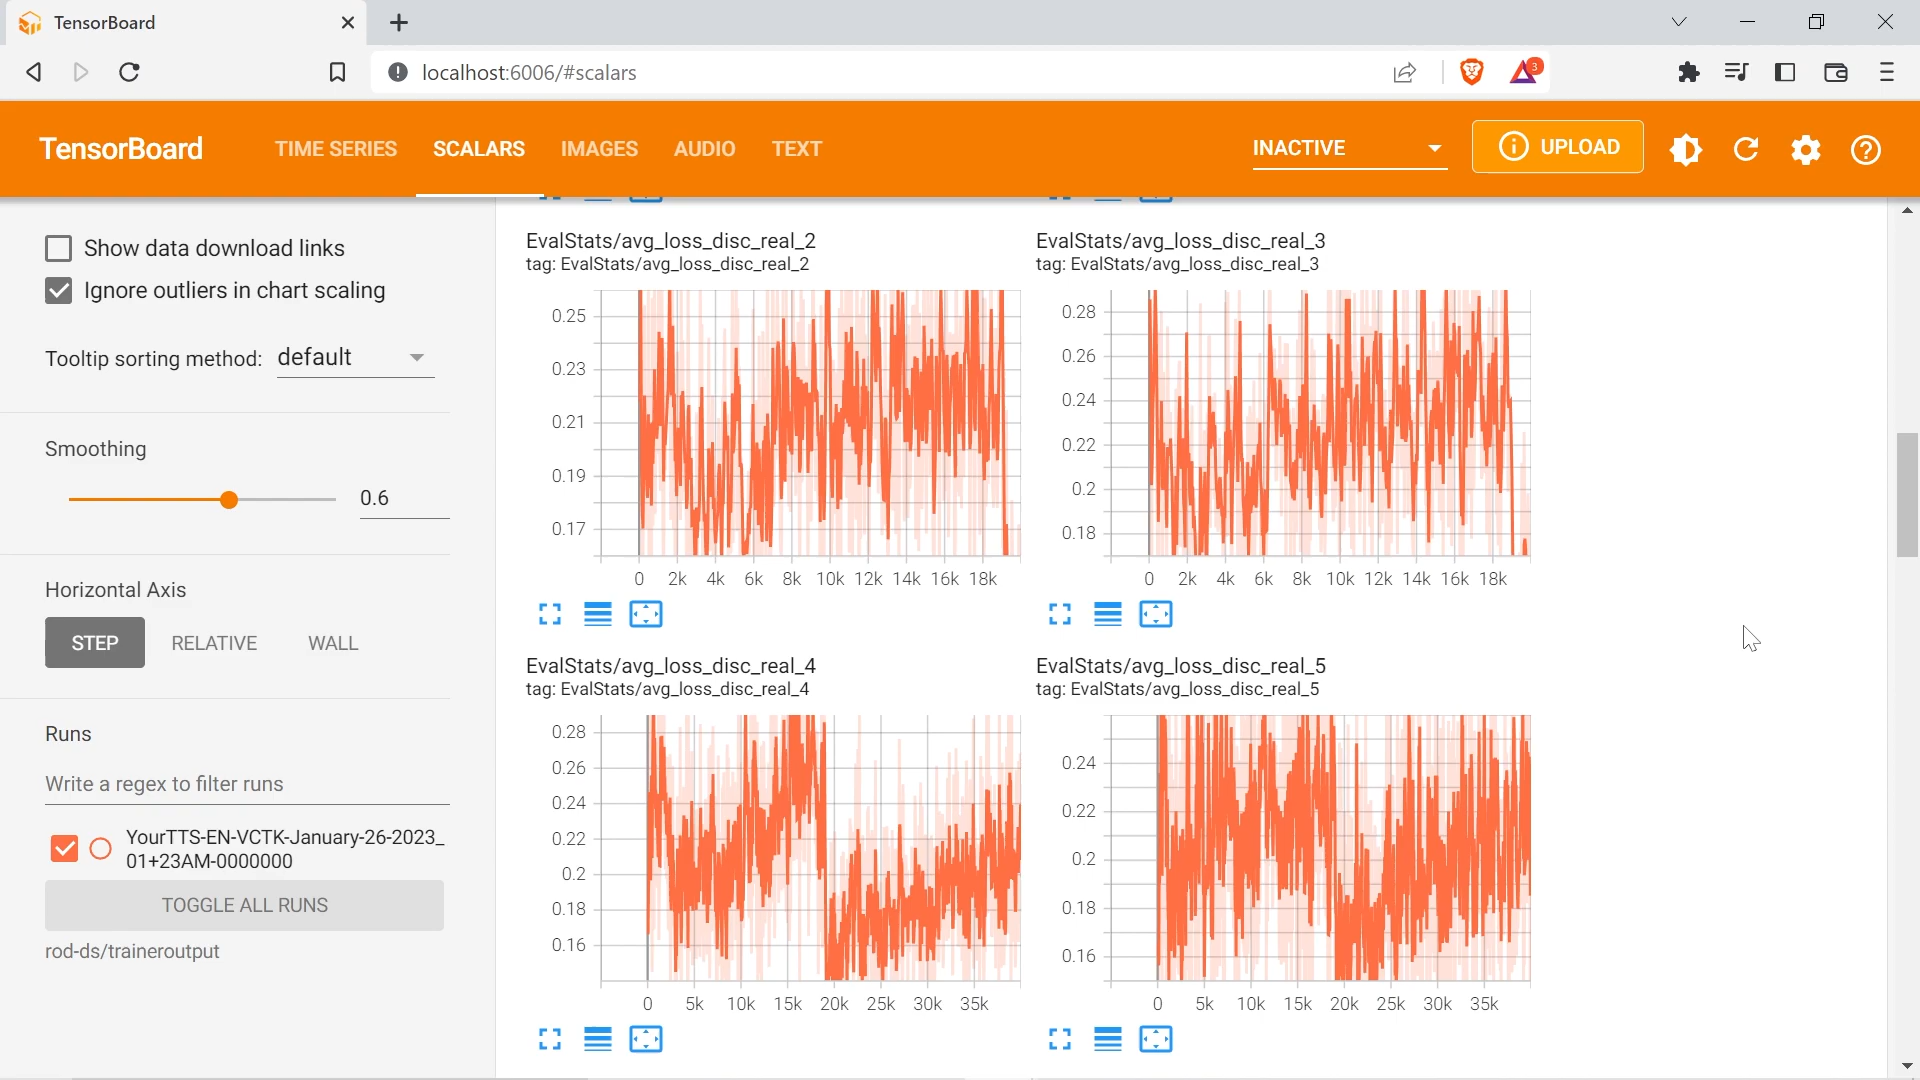 TensorBoard
localhost:6006/#scalars
3
TensorBoard
TIME SERIES
SCALARS
IMAGES
AUDIO
TEXT
INACTIVE
UPLOAD
Show data download links
Ignore outliers in chart scaling
Tooltip sorting method: default
Smoothing
0.6
Horizontal Axis
STEP
RELATIVE
WALL
Runs
Write a regex to filter runs
YourTTS-EN-VCTK-January-26-2023_
01+23AM-0000000
TOGGLE ALL RUNS
rod-ds/traineroutput
EvalStats/avg_loss_disc_real_2
tag: EvalStats/avg_loss_disc_real_2
0.25
0.23
0.21
0.19
0.17
0 2k 4k 6k 8k 10k 12k 14k 16k 18k
EvalStats/avg_loss_disc_real_3
tag: EvalStats/avg_loss_disc_real_3
0.28
0.26
0.24
0.22
0.2
0.18
0 2k 4k 6k 8k 10k 12k 14k 16k 18k
EvalStats/avg_loss_disc_real_4
tag: EvalStats/avg_loss_disc_real_4
0.28
0.26
0.24
0.22
0.2
0.18
0.16
0 5k 10k 15k 20k 25k 30k 35k
EvalStats/avg_loss_disc_real_5
tag: EvalStats/avg_loss_disc_real_5
0.24
0.22
0.2
0.18
0.16
0 5k 10k 15k 20k 25k 30k 35k